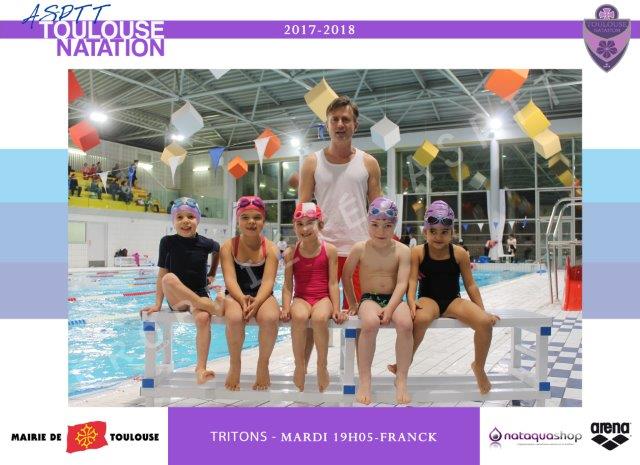 ASPTT
TOULOUSE
NATATION
2017-2018
TOULOUSE
NATATION
MAIRIE DE TOULOUSE
TRITONS - MARDI 19H05-FRANCK
nataquashop
arena